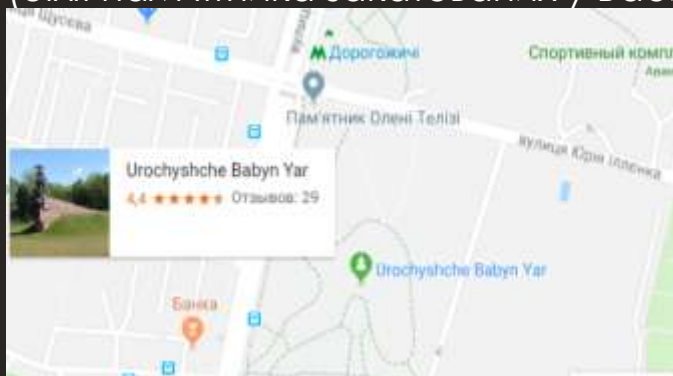 Щусева
Дорогожичі
Спортивный компл
Пам'ятник Олені Телізі
вулиця Юрія Іллєнка
Urochyshche Babyn Yar
4,4 Отзывов: 29
Urochyshche Babyn Yar
Банка